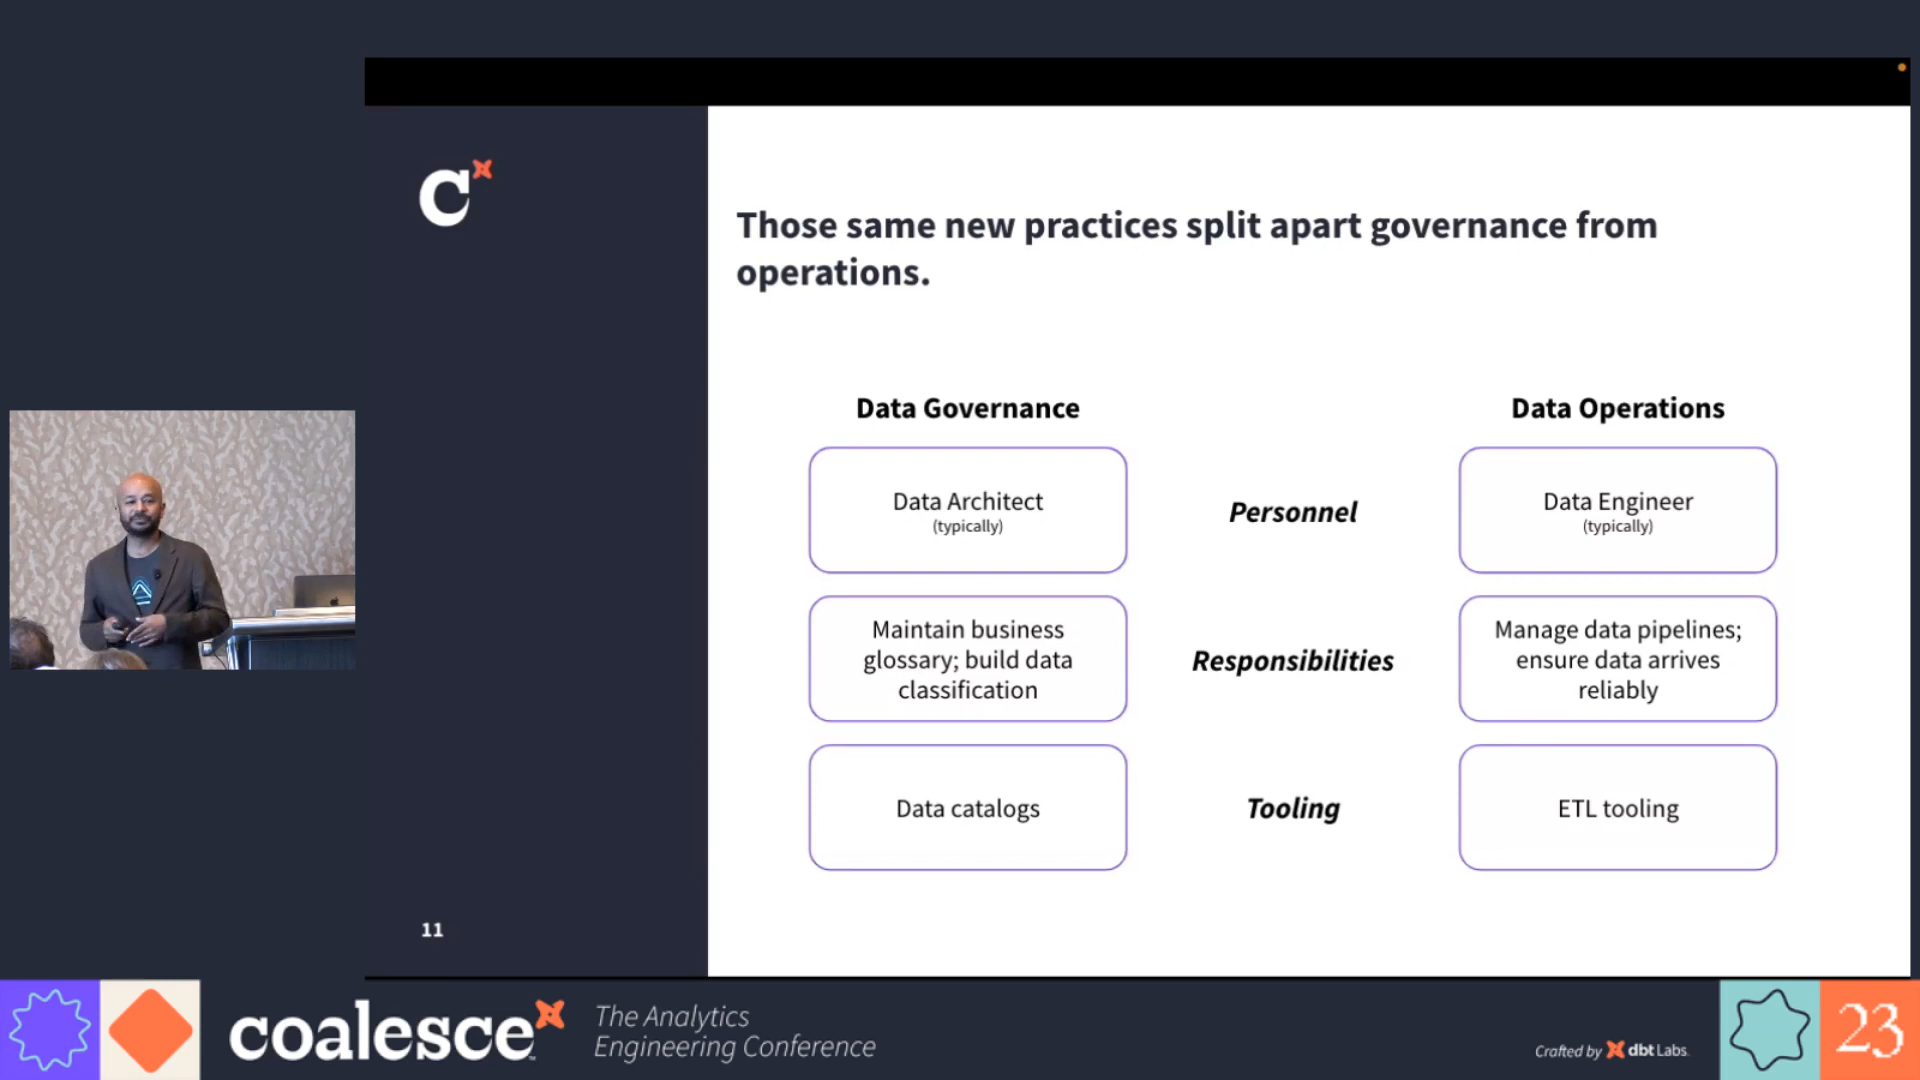 C
Those same new practices split apart governance from
operations.
Data Governance
Data Operations
Data Architect
(typically)
Personnel
Data Engineer
(typically)
Maintain business
glossary; build data
classification
Responsibilities
Manage data pipelines;
ensure data arrives
reliably
Data catalogs
Tooling
ETL tooling
11
coalesce
The Analytics
Engineering Conference
Crafted by dbt Labs
23